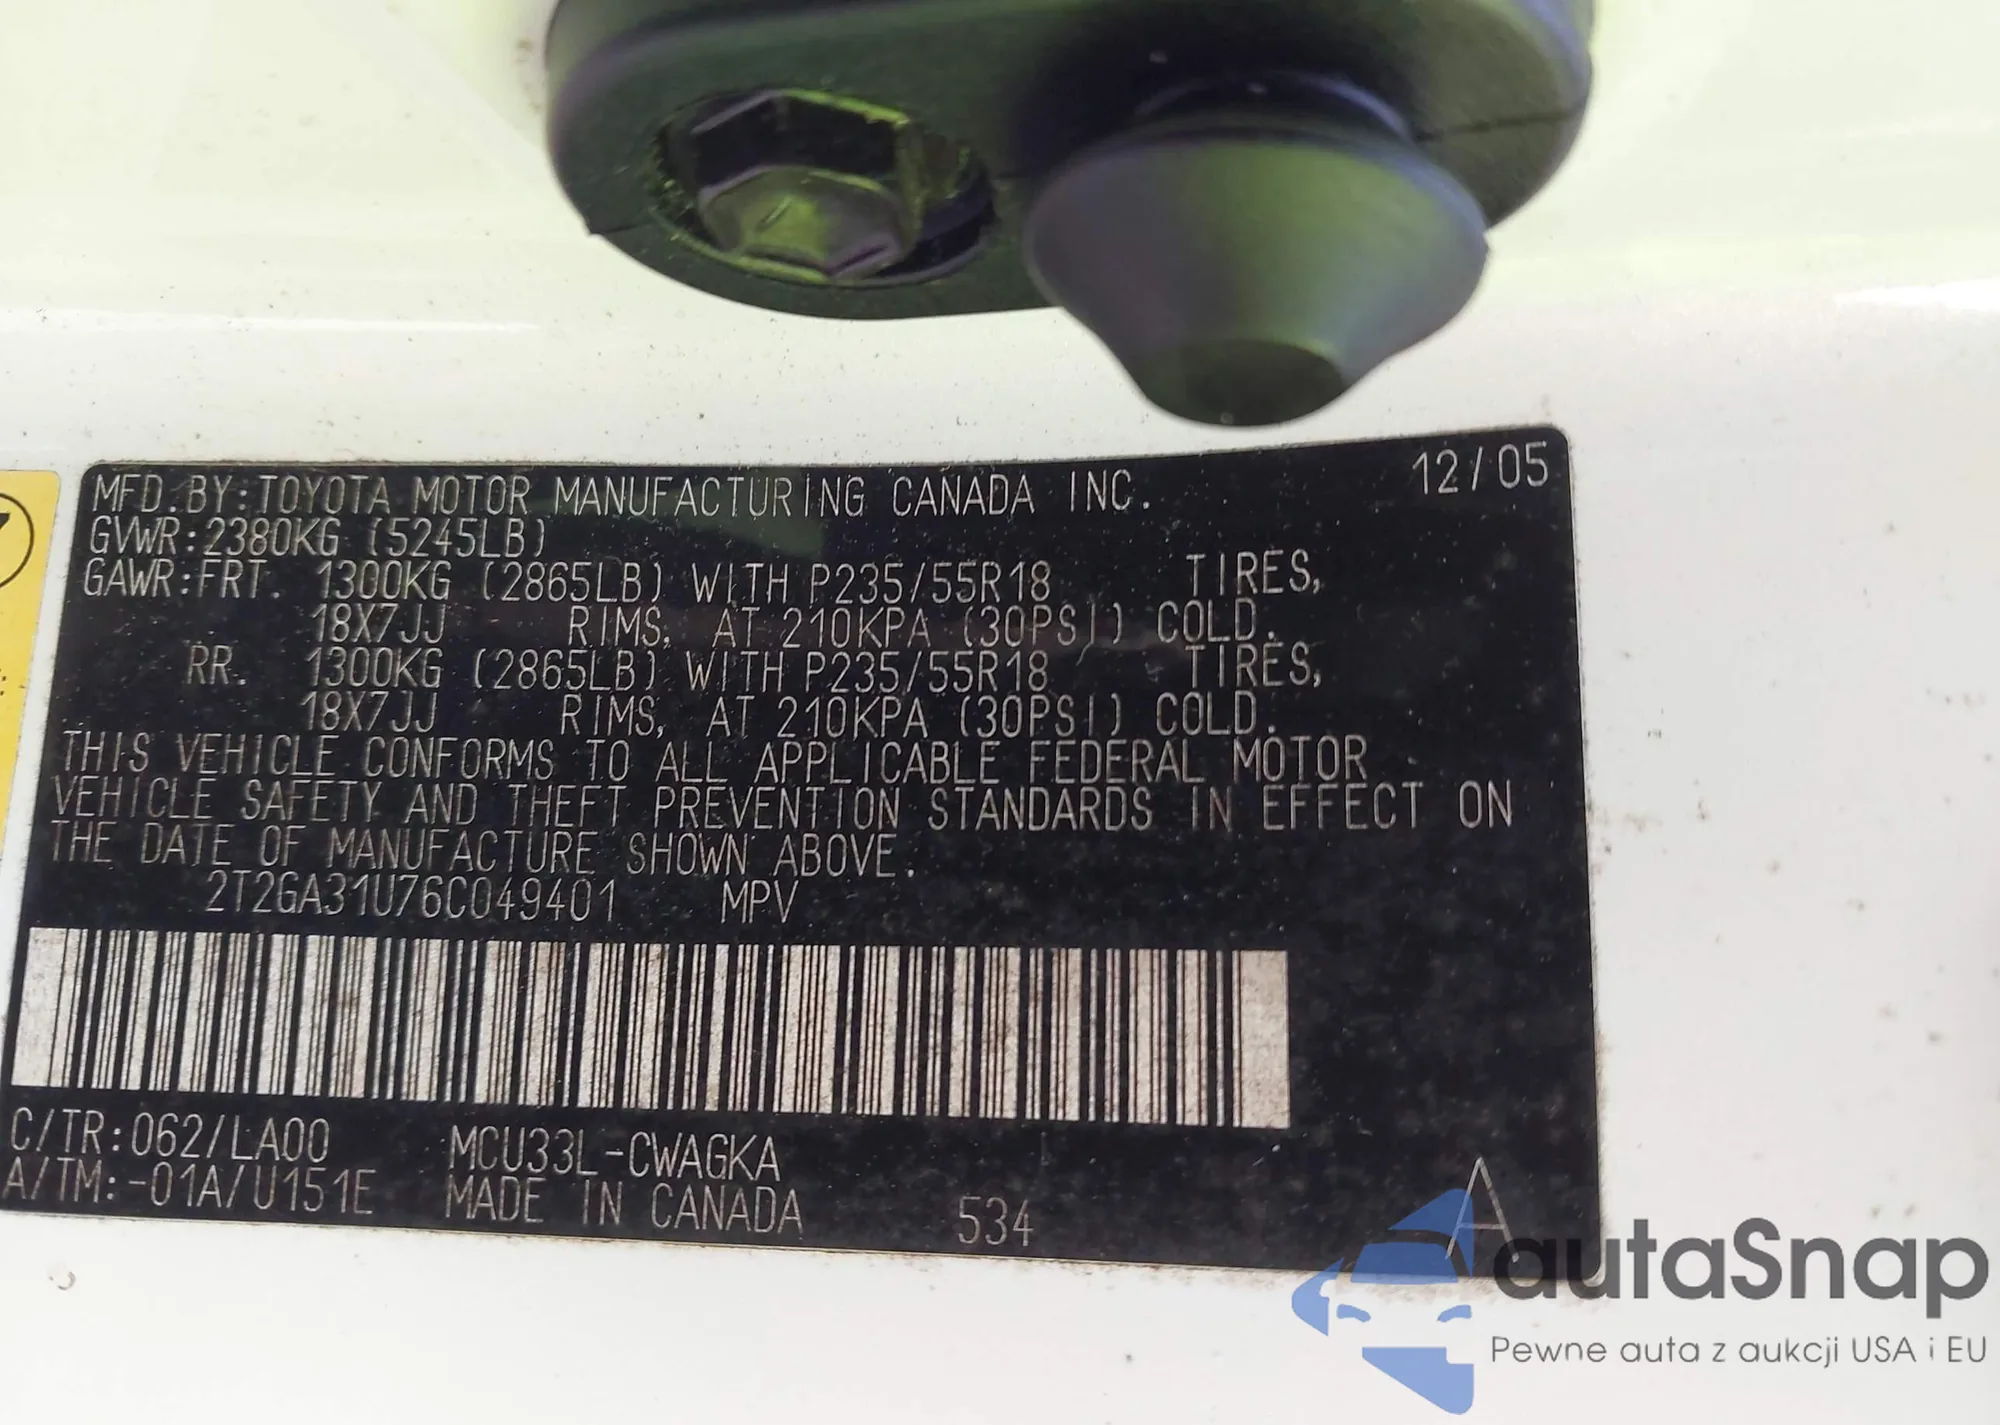 MFD.BY:TOYOTA MOTOR MANUFACTURING CANADA INC. 12/05
GVWR:2380KG (5245LB)
GAWR:FRT. 1300KG (2865LB) WITH P235/55R18 TIRES,
18X7JJ RIMS, AT 210KPA (30PSI) COLD.
RR. 1300KG (2865LB) WITH P235/55R18 TIRES,
18X7JJ RIMS, AT 210KPA (30PSI) COLD.
THIS VEHICLE CONFORMS TO ALL APPLICABLE FEDERAL MOTOR
VEHICLE SAFETY AND THEFT PREVENTION STANDARDS IN EFFECT ON
THE DATE OF MANUFACTURE SHOWN ABOVE.
2T2GA31U76C049401 MPV
C/TR:062/LA00 MCU33L-CWAGKA
A/TM:-01A/U151E MADE IN CANADA 534 A
autaSnap
Pewne auta z aukcji USA i EU